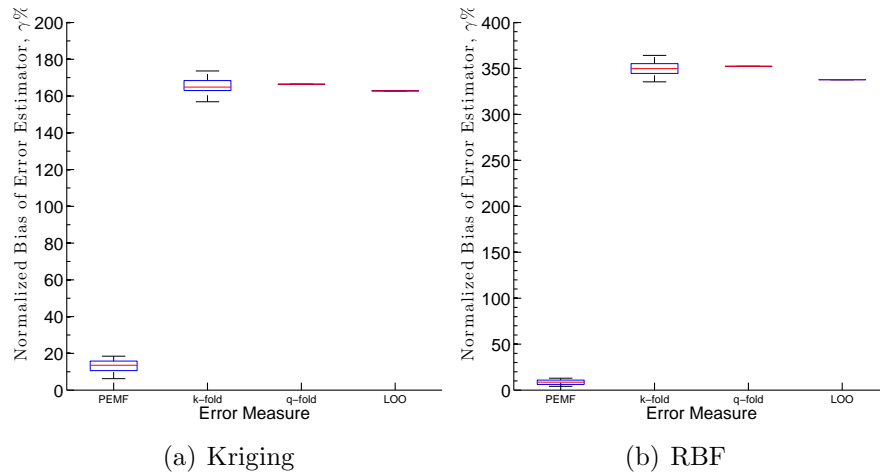 Normalized Bias of Error Estimator, γ%
200
180
160
140
120
100
80
60
40
20
0
PEMF k−fold q−fold LOO
Error Measure
(a) Kriging
Normalized Bias of Error Estimator, γ%
400
350
300
250
200
150
100
50
0
PEMF k−fold q−fold LOO
Error Measure
(b) RBF